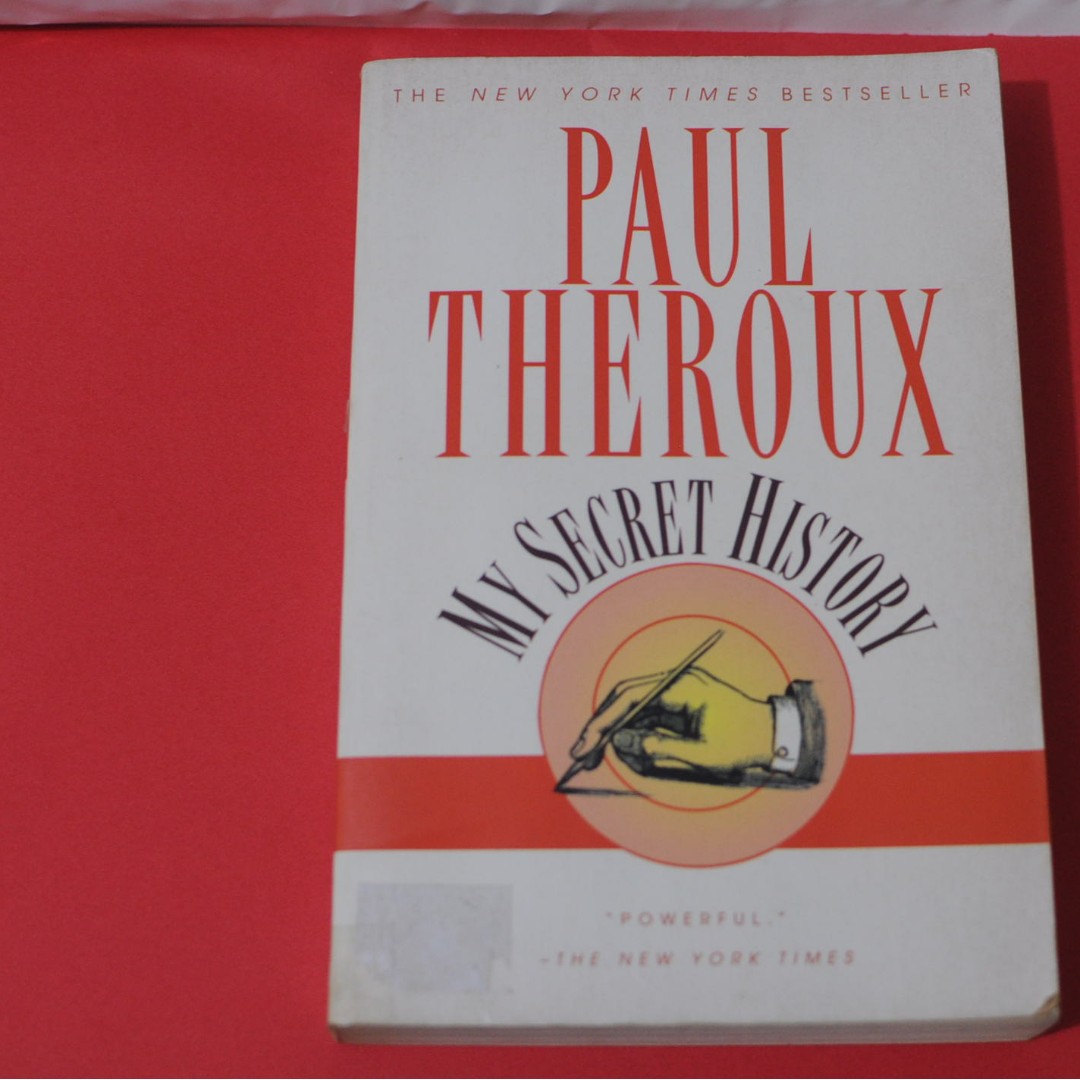 THE NEW YORK TIMES BESTSELLER
PAUL
THEROUX
MY SECRET HISTORY
"POWERFUL."
–THE NEW YORK TIMES